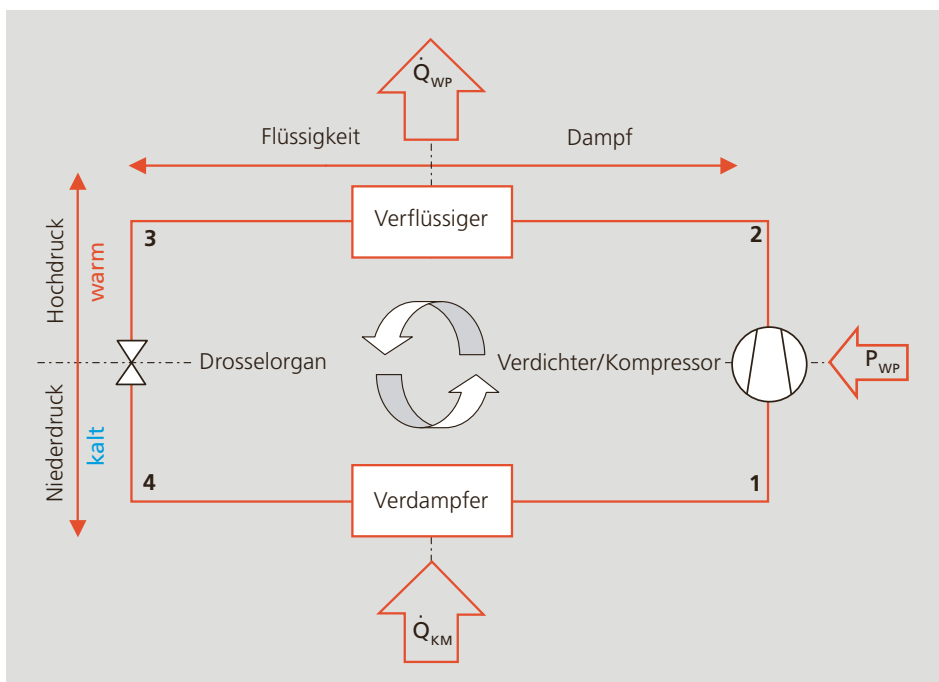 Q̇WP
Flüssigkeit
Dampf
Verflüssiger
3
2
Hochdruck
warm
Drosselorgan
Verdichter/Kompressor
PWP
Niederdruck
kalt
4
1
Verdampfer
Q̇KM